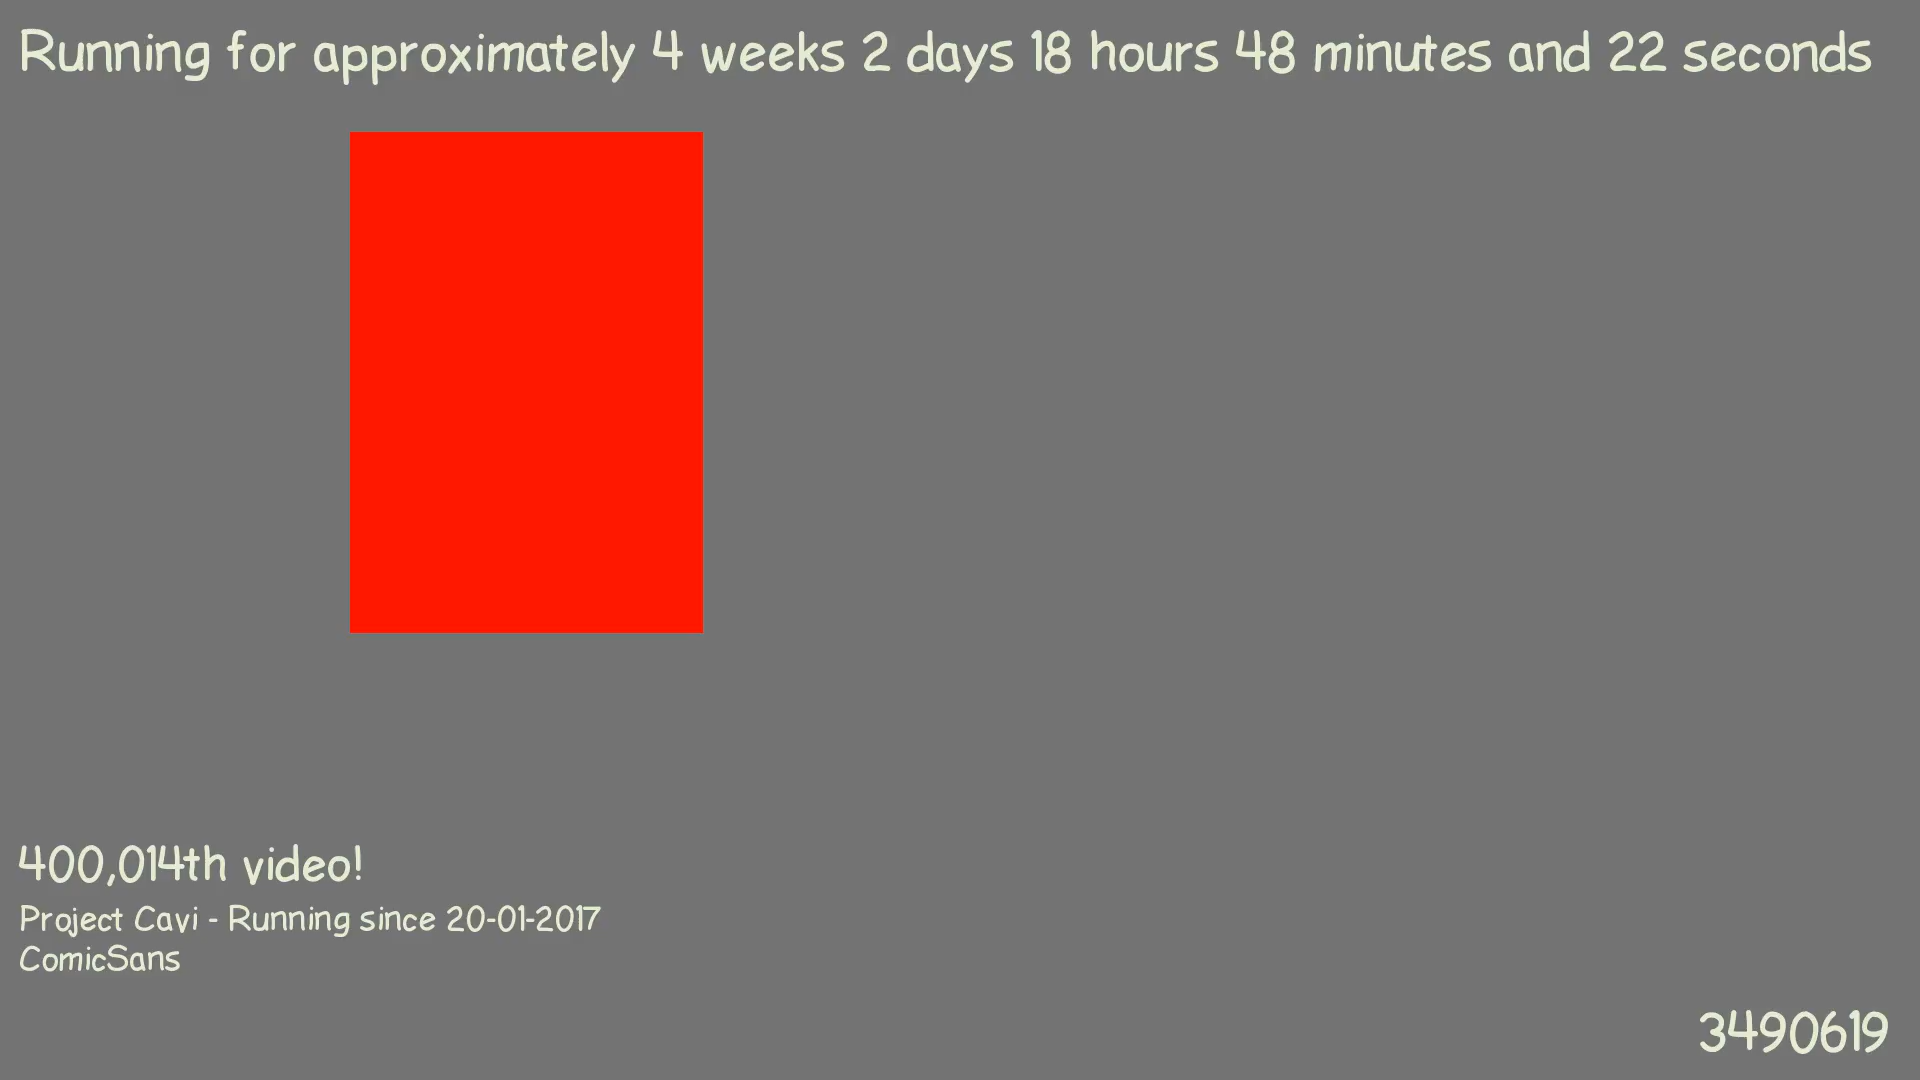 Running for approximately 4 weeks 2 days 18 hours 48 minutes and 22 seconds
400,014th video!
Project Cavi - Running since 20-01-2017
ComicSans
3490619